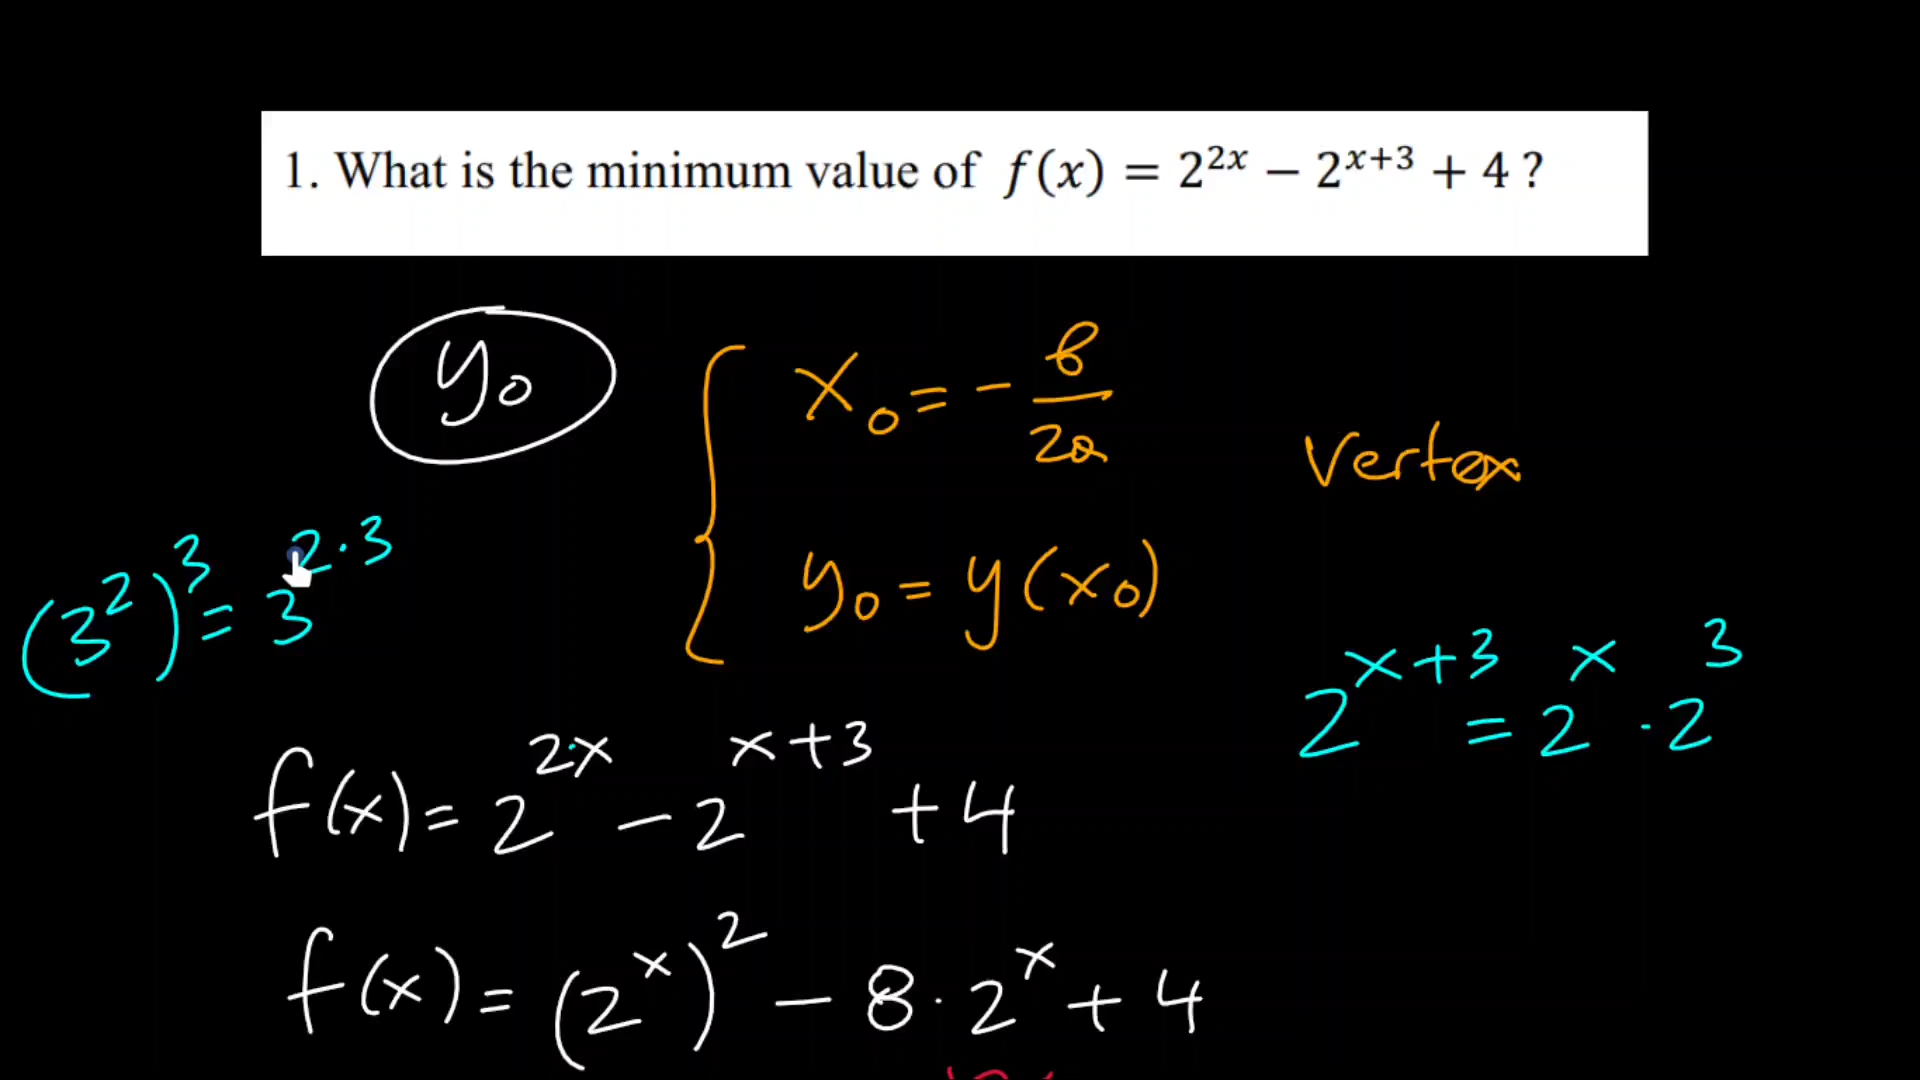 1. What is the minimum value of f(x) = 2^{2x} − 2^{x+3} + 4 ?
y₀
x₀ = - b/2a
Vertex
(3²)³ = 3^{2·3}
y₀ = y(x₀)
2^{x+3} = 2^x · 2³
f(x) = 2^{2·x} − 2^{x+3} + 4
f(x) = (2^x)² − 8 · 2^x + 4